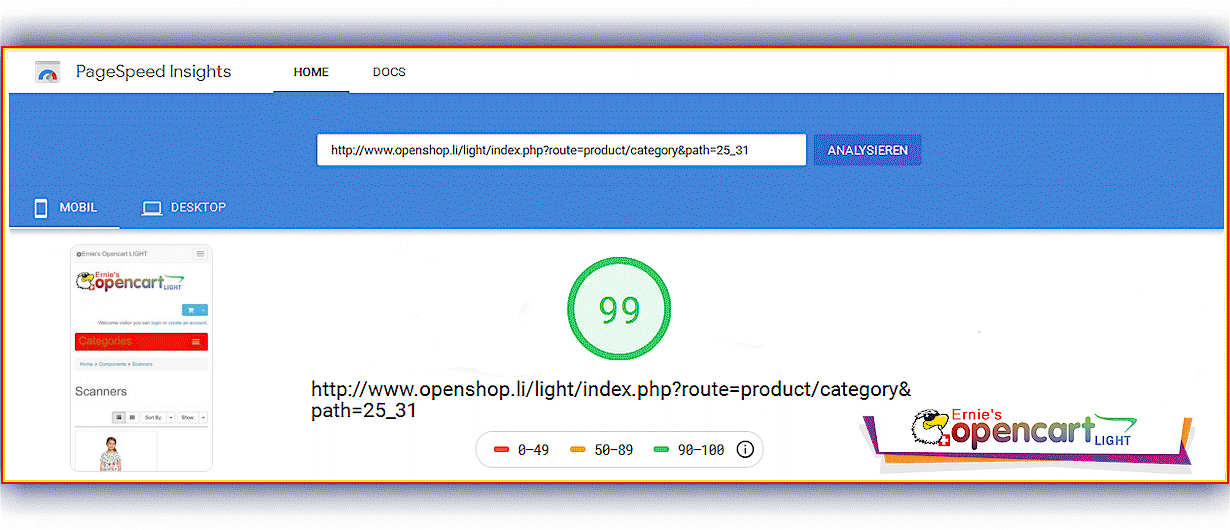 PageSpeed Insights
HOME
DOCS
http://www.openshop.li/light/index.php?route=product/category&path=25_31
ANALYSIEREN
MOBIL
DESKTOP
Ernie's Opencart LIGHT
Ernie's
opencart LIGHT
Welcome visitor you can login or create an account.
Categories
Home » Components » Scanners
Scanners
Sort By:
Show:
99
http://www.openshop.li/light/index.php?route=product/category&
path=25_31
0–49
50–89
90–100
Ernie's
opencart LIGHT